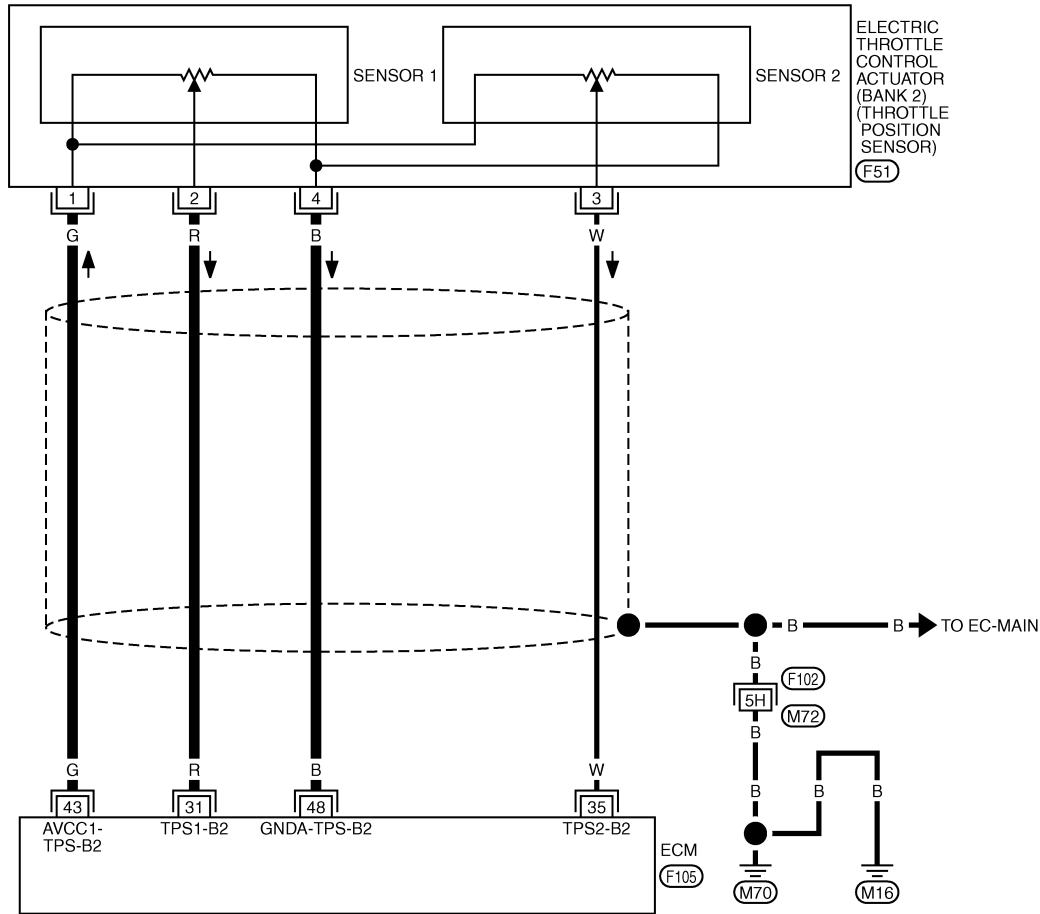 ELECTRIC
THROTTLE
CONTROL
ACTUATOR
(BANK 2)
(THROTTLE
POSITION
SENSOR)
F51
SENSOR 1
SENSOR 2
1 2 4 3
G R B W
TO EC-MAIN
B B
B
F102
5H
M72
B
B B B
G R B W
43 31 48 35
AVCC1-
TPS-B2
TPS1-B2
GNDA-TPS-B2
TPS2-B2
ECM
F105
M70
M16